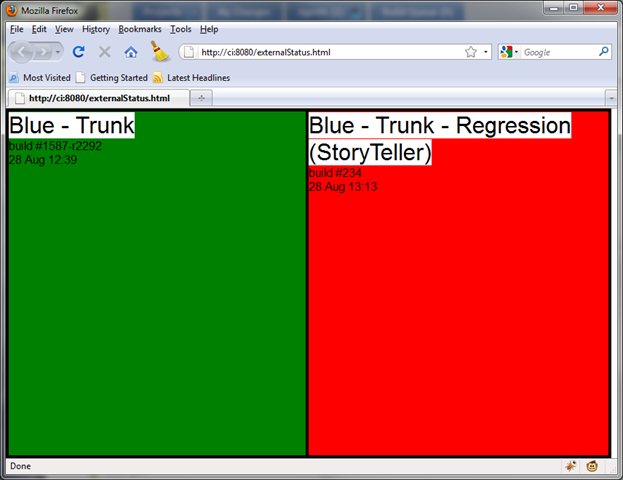 Mozilla Firefox
File Edit View History Bookmarks Tools Help
http://ci:8080/externalStatus.html
Google
Most Visited Getting Started Latest Headlines
http://ci:8080/externalStatus.html
Blue - Trunk
build #1587-r2292
28 Aug 12:39
Blue - Trunk - Regression
(StoryTeller)
build #234
28 Aug 13:13
Done